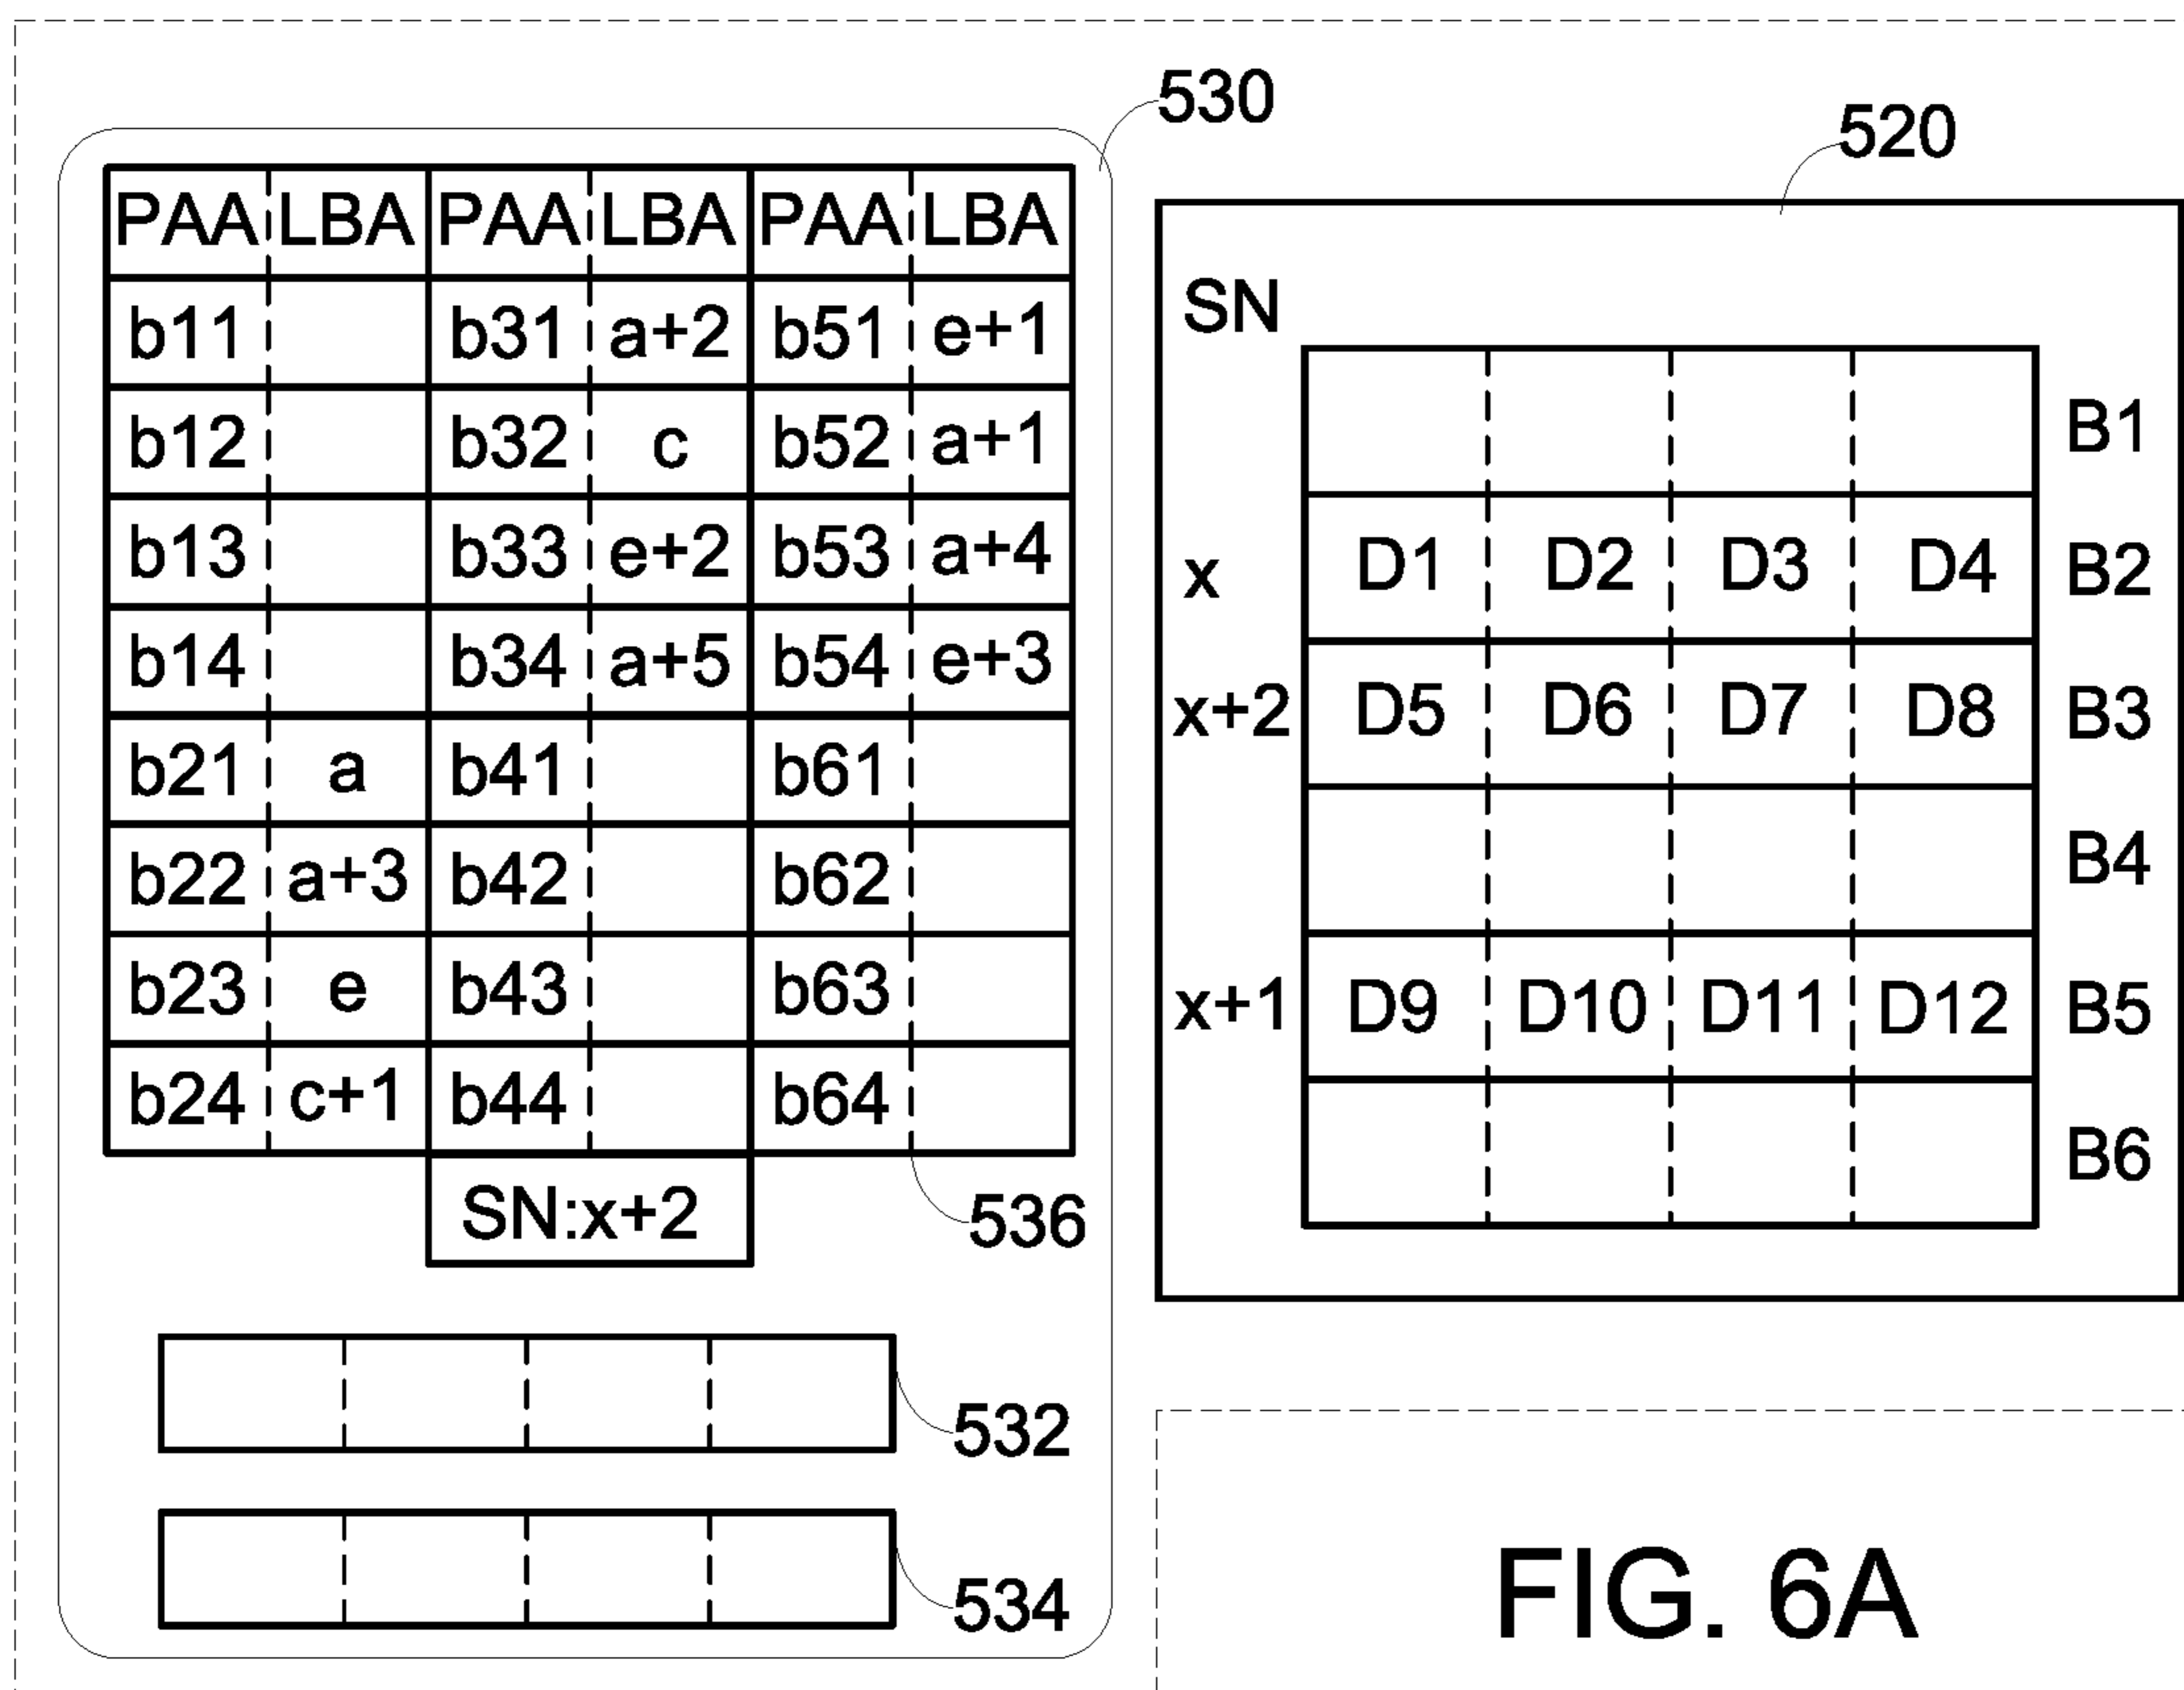 530
520
PAA LBA PAA LBA PAA LBA
b11 b31 a+2 b51 e+1
b12 b32 c b52 a+1
b13 b33 e+2 b53 a+4
b14 b34 a+5 b54 e+3
b21 a b41 b61
b22 a+3 b42 b62
b23 e b43 b63
b24 c+1 b44 b64
SN:x+2
536
532
534
SN
B1
x D1 D2 D3 D4 B2
x+2 D5 D6 D7 D8 B3
B4
x+1 D9 D10 D11 D12 B5
B6
FIG. 6A